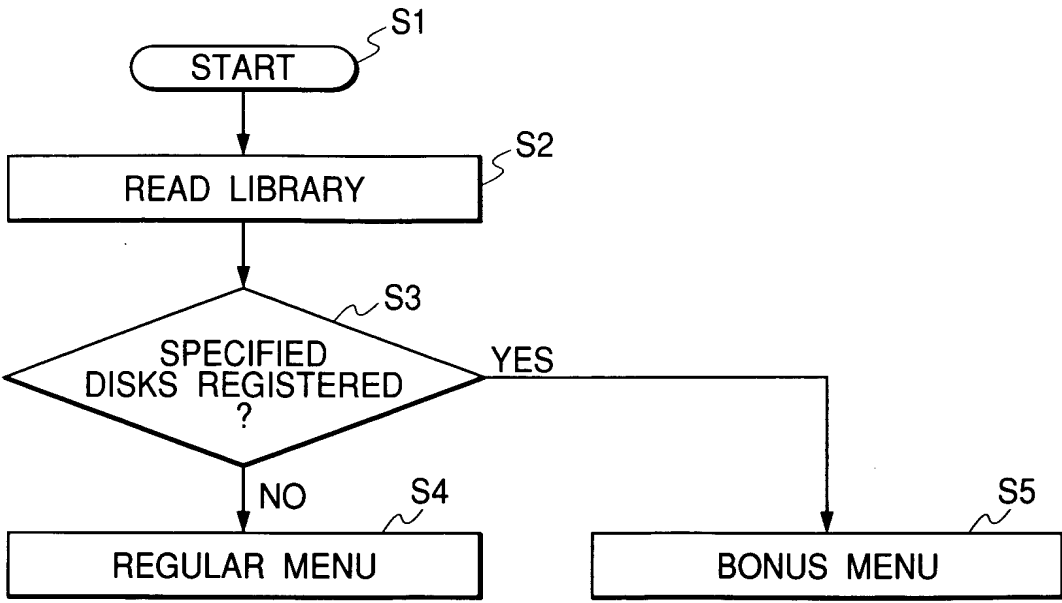 S1
START
S2
READ LIBRARY
S3
SPECIFIED
DISKS REGISTERED
?
YES
NO
S4
REGULAR MENU
S5
BONUS MENU